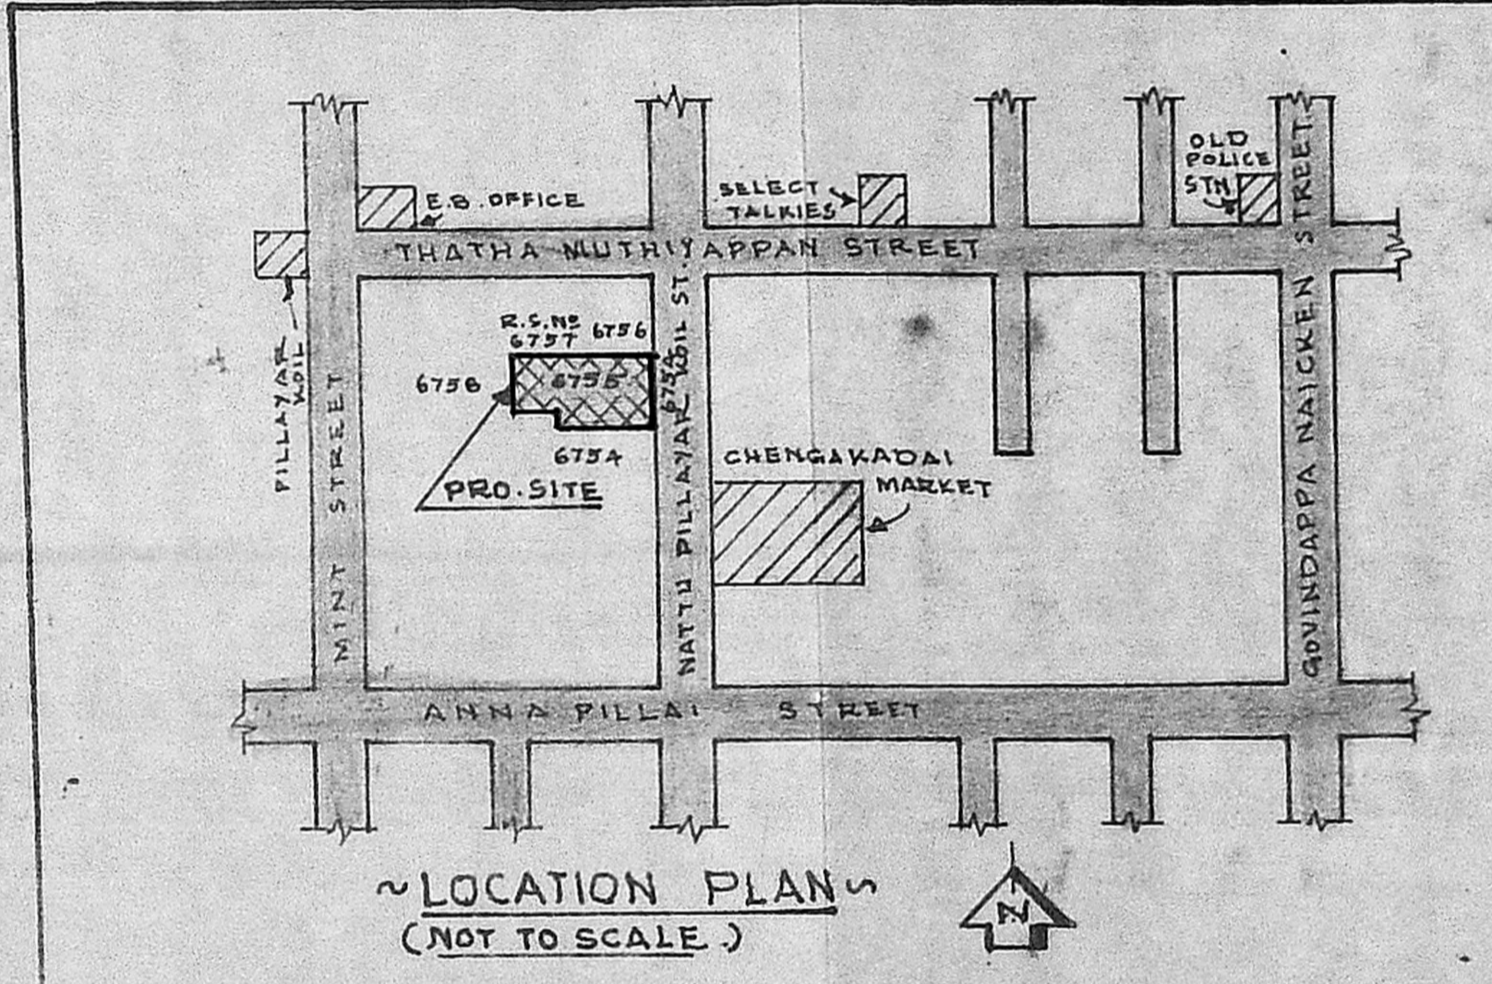 OLD
POLICE
STN
E.B. OFFICE
SELECT
TALKIES
THATHA MUTHIYAPPAN STREET
PILLAYAR
KOIL
MINT STREET
R.S.Nº
6757
6756
6758
6755
6754
PRO. SITE
NATTU PILLAYAR KOIL ST.
CHENGAKADAI
MARKET
GOVINDAPPA NAICKEN STREET.
ANNA PILLAI STREET
~ LOCATION PLAN ~
(NOT TO SCALE.)
N